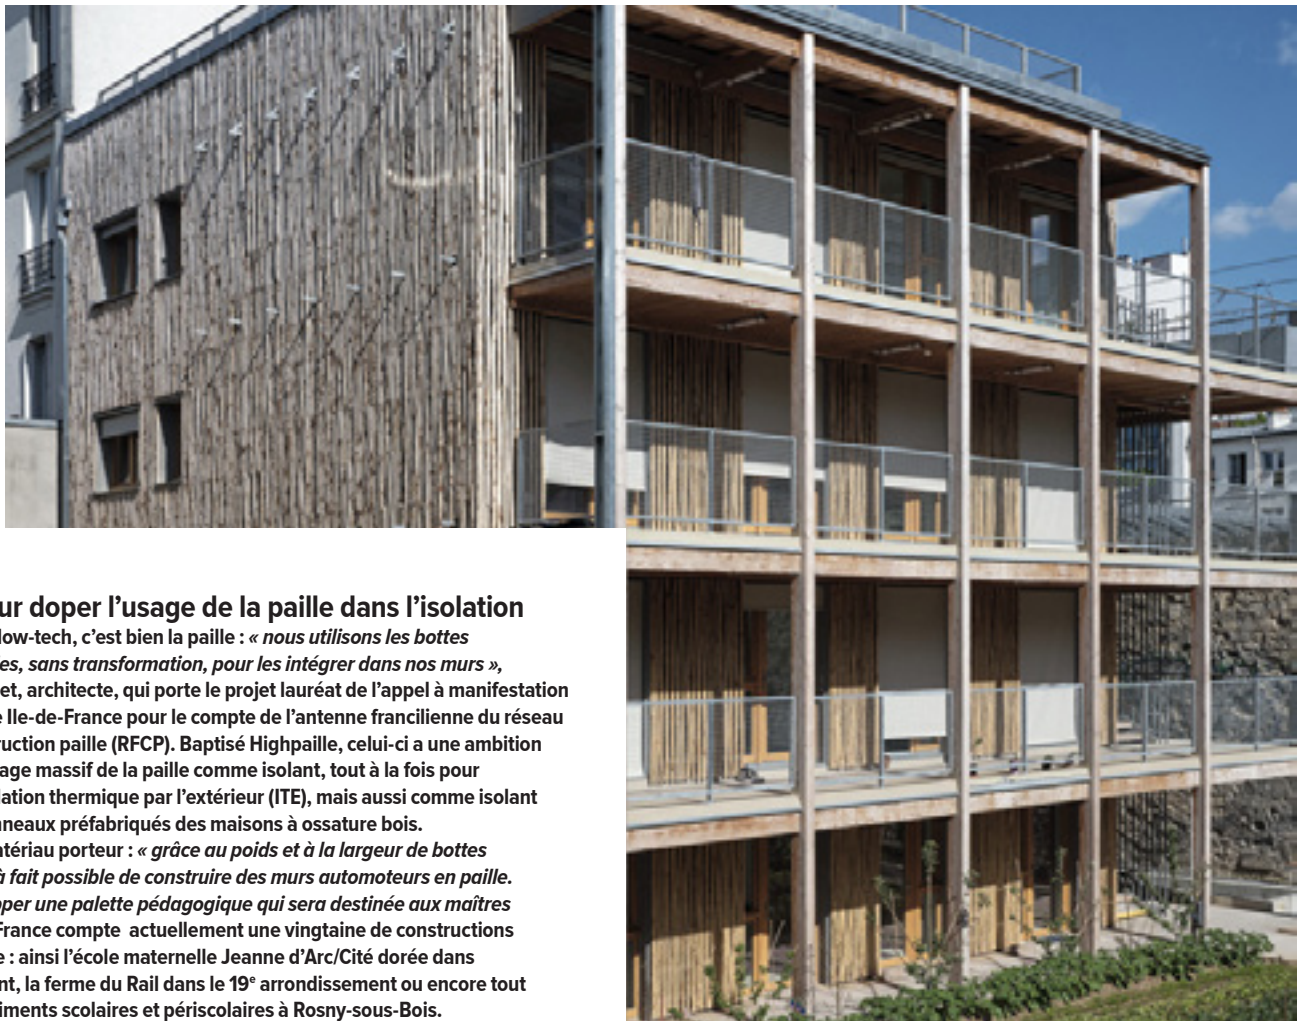 ur doper l’usage de la paille dans l’isolation
low-tech, c’est bien la paille : « nous utilisons les bottes
es, sans transformation, pour les intégrer dans nos murs »,
et, architecte, qui porte le projet lauréat de l’appel à manifestation
e Ile-de-France pour le compte de l’antenne francilienne du réseau
ruction paille (RFCP). Baptisé Highpaille, celui-ci a une ambition
age massif de la paille comme isolant, tout à la fois pour
lation thermique par l’extérieur (ITE), mais aussi comme isolant
nneaux préfabriqués des maisons à ossature bois.
atériau porteur : « grâce au poids et à la largeur de bottes
à fait possible de construire des murs automoteurs en paille.
pper une palette pédagogique qui sera destinée aux maîtres
France compte actuellement une vingtaine de constructions
e : ainsi l’école maternelle Jeanne d’Arc/Cité dorée dans
nt, la ferme du Rail dans le 19e arrondissement ou encore tout
iments scolaires et périscolaires à Rosny-sous-Bois.